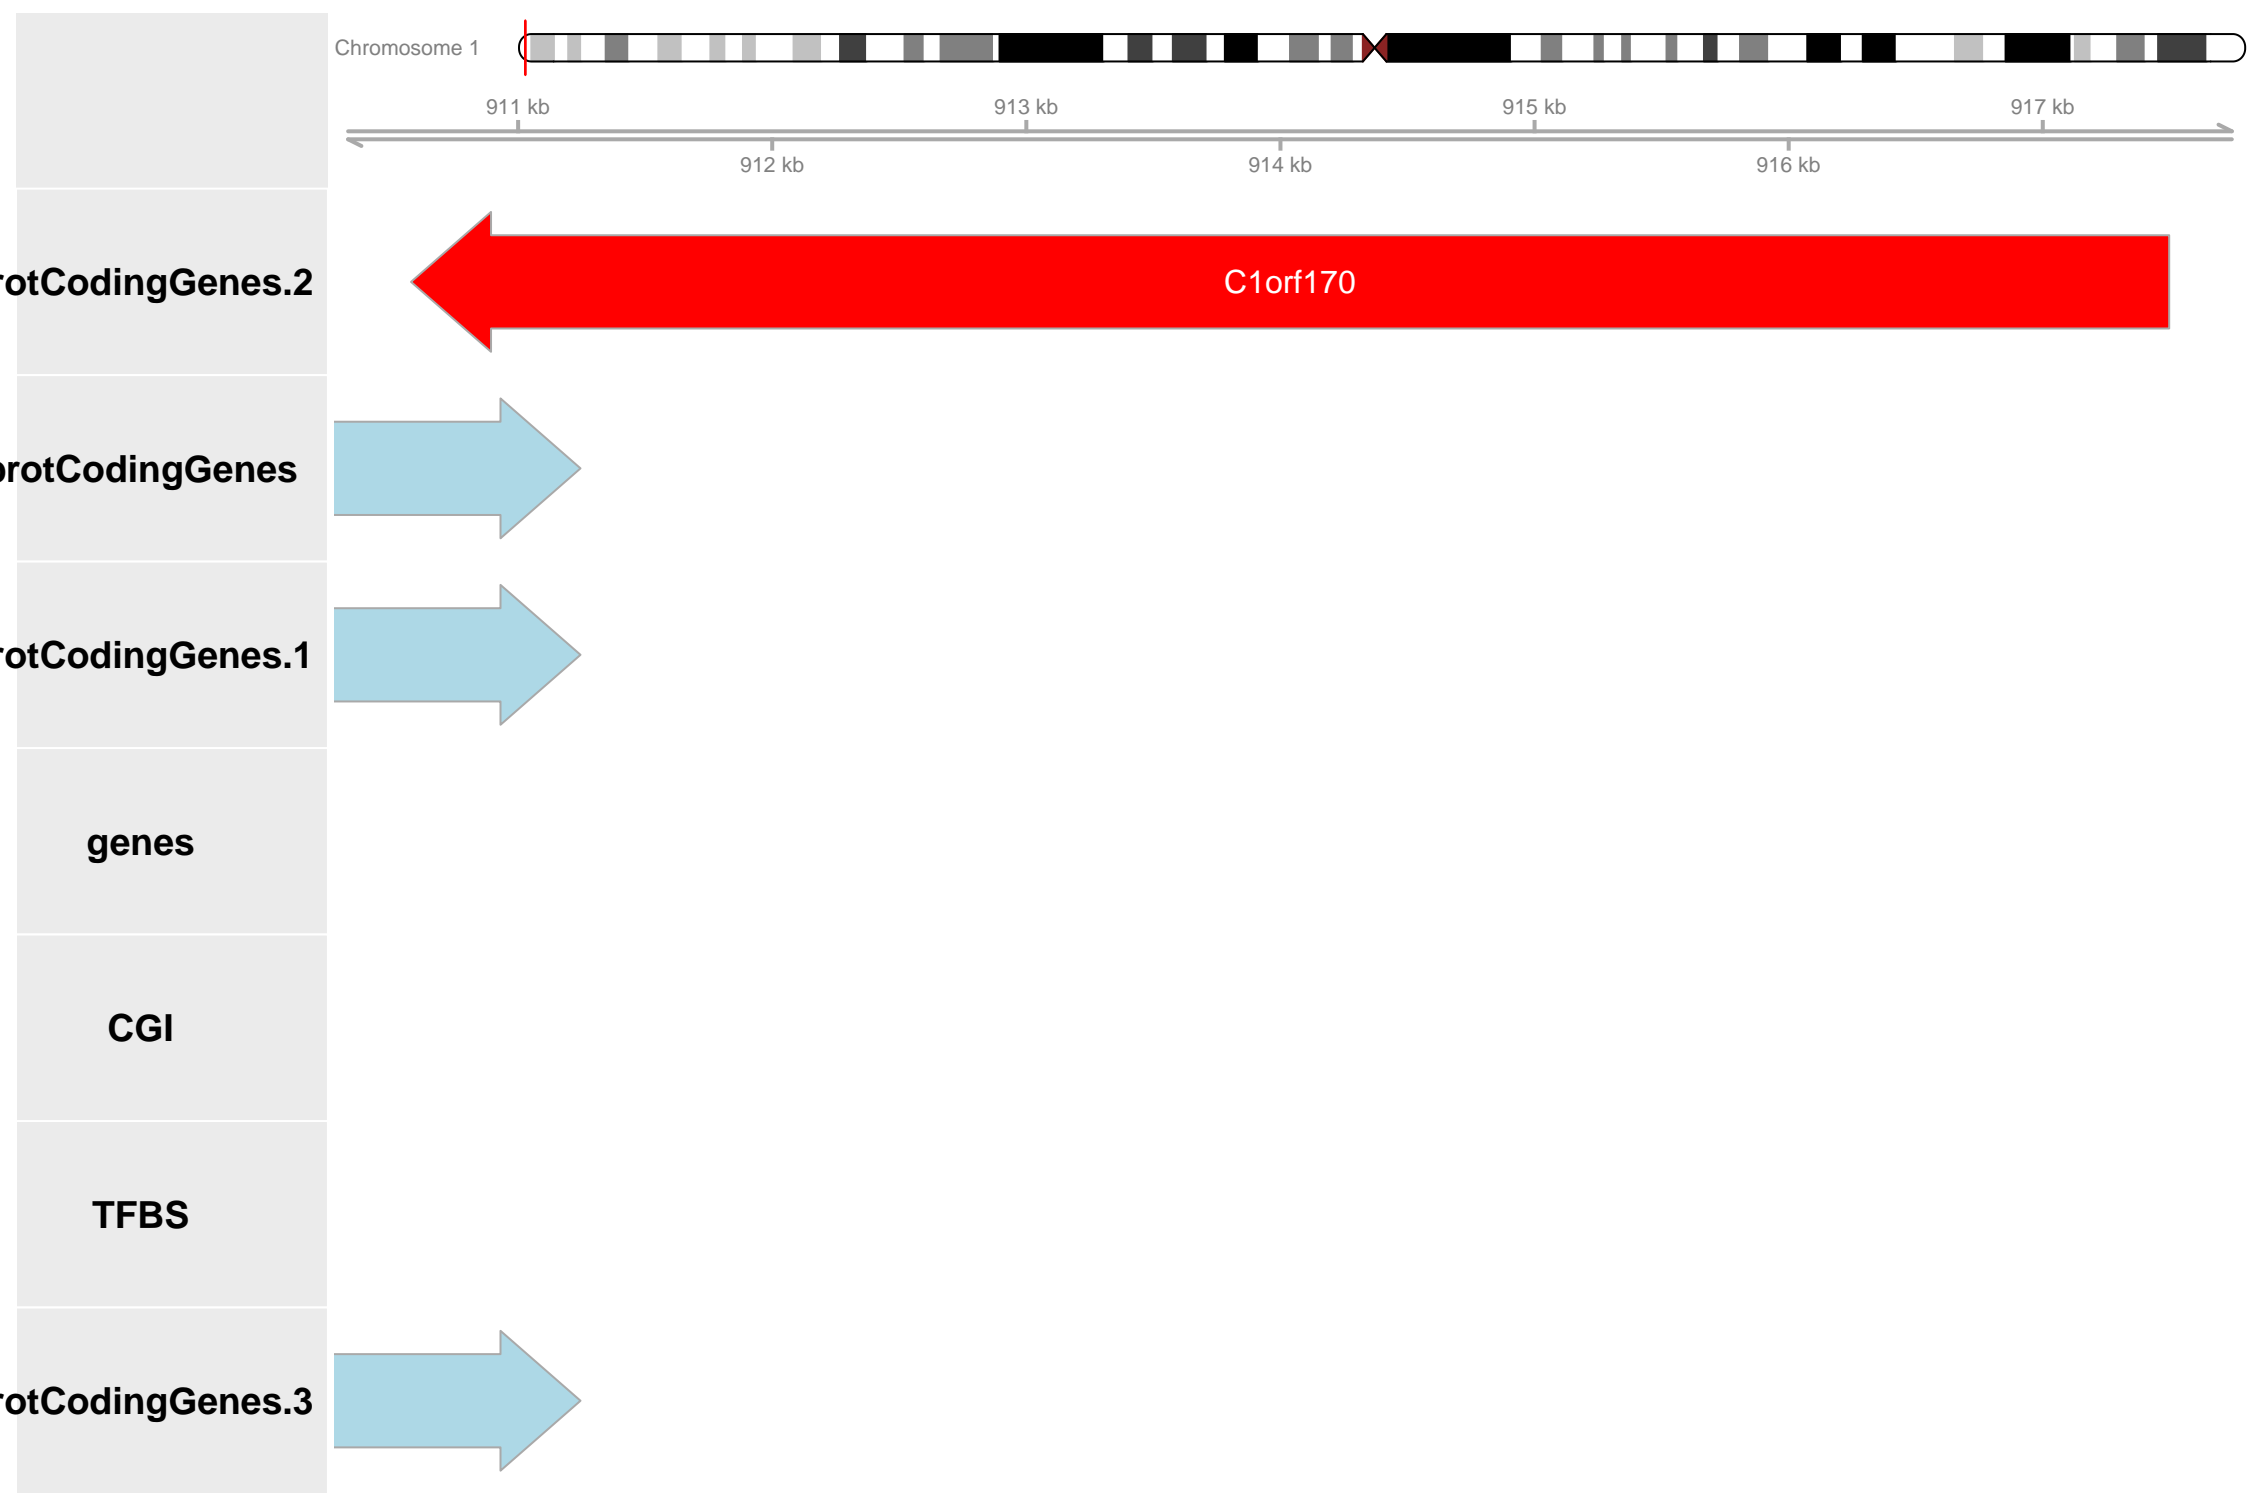 Chromosome 1
911 kb 913 kb 915 kb 917 kb
912 kb 914 kb 916 kb
rotCodingGenes.2
C1orf170
protCodingGenes
rotCodingGenes.1
genes
CGI
TFBS
rotCodingGenes.3